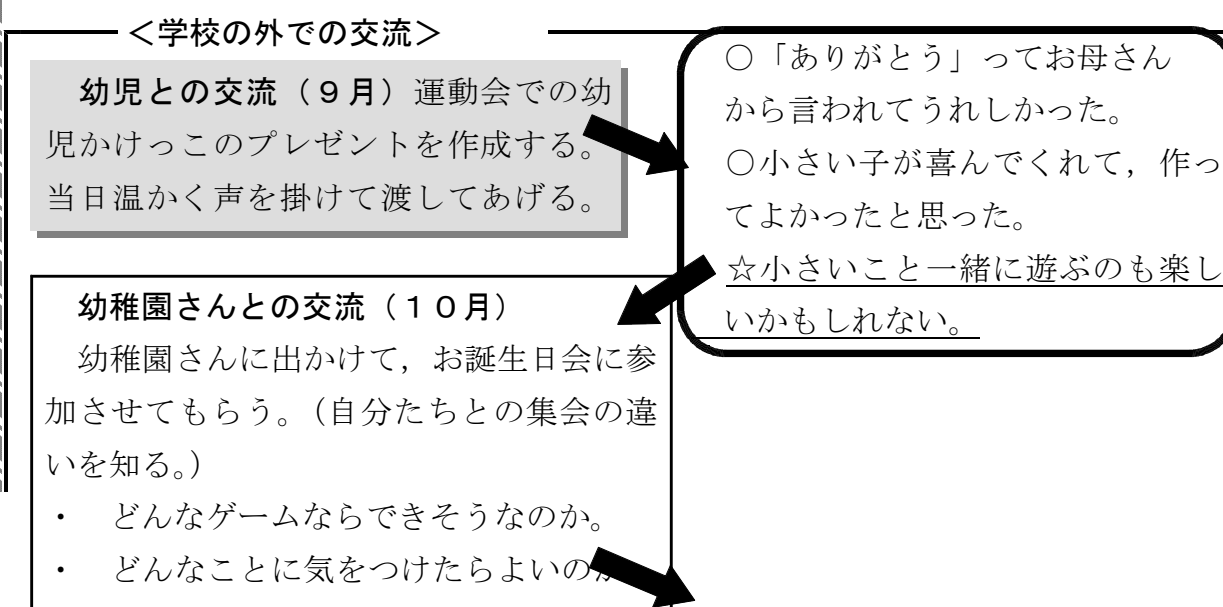 ＜学校の外での交流＞
幼児との交流（９月）運動会での幼
児かけっこのプレゼントを作成する。
当日温かく声を掛けて渡してあげる。
○「ありがとう」ってお母さん
から言われてうれしかった。
○小さい子が喜んでくれて，作っ
てよかったと思った。
☆小さいこと一緒に遊ぶのも楽し
いかもしれない。
幼稚園さんとの交流（１０月）
幼稚園さんに出かけて，お誕生日会に参
加させてもらう。（自分たちとの集会の違
いを知る。）
・　どんなゲームならできそうなのか。
・　どんなことに気をつけたらよいの